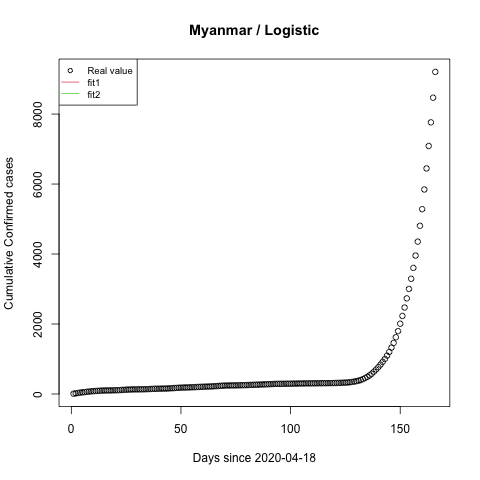 Myanmar / Logistic
Real value
fit1
fit2
Cumulative Confirmed cases
8000
6000
4000
2000
0
0 50 100 150
Days since 2020-04-18